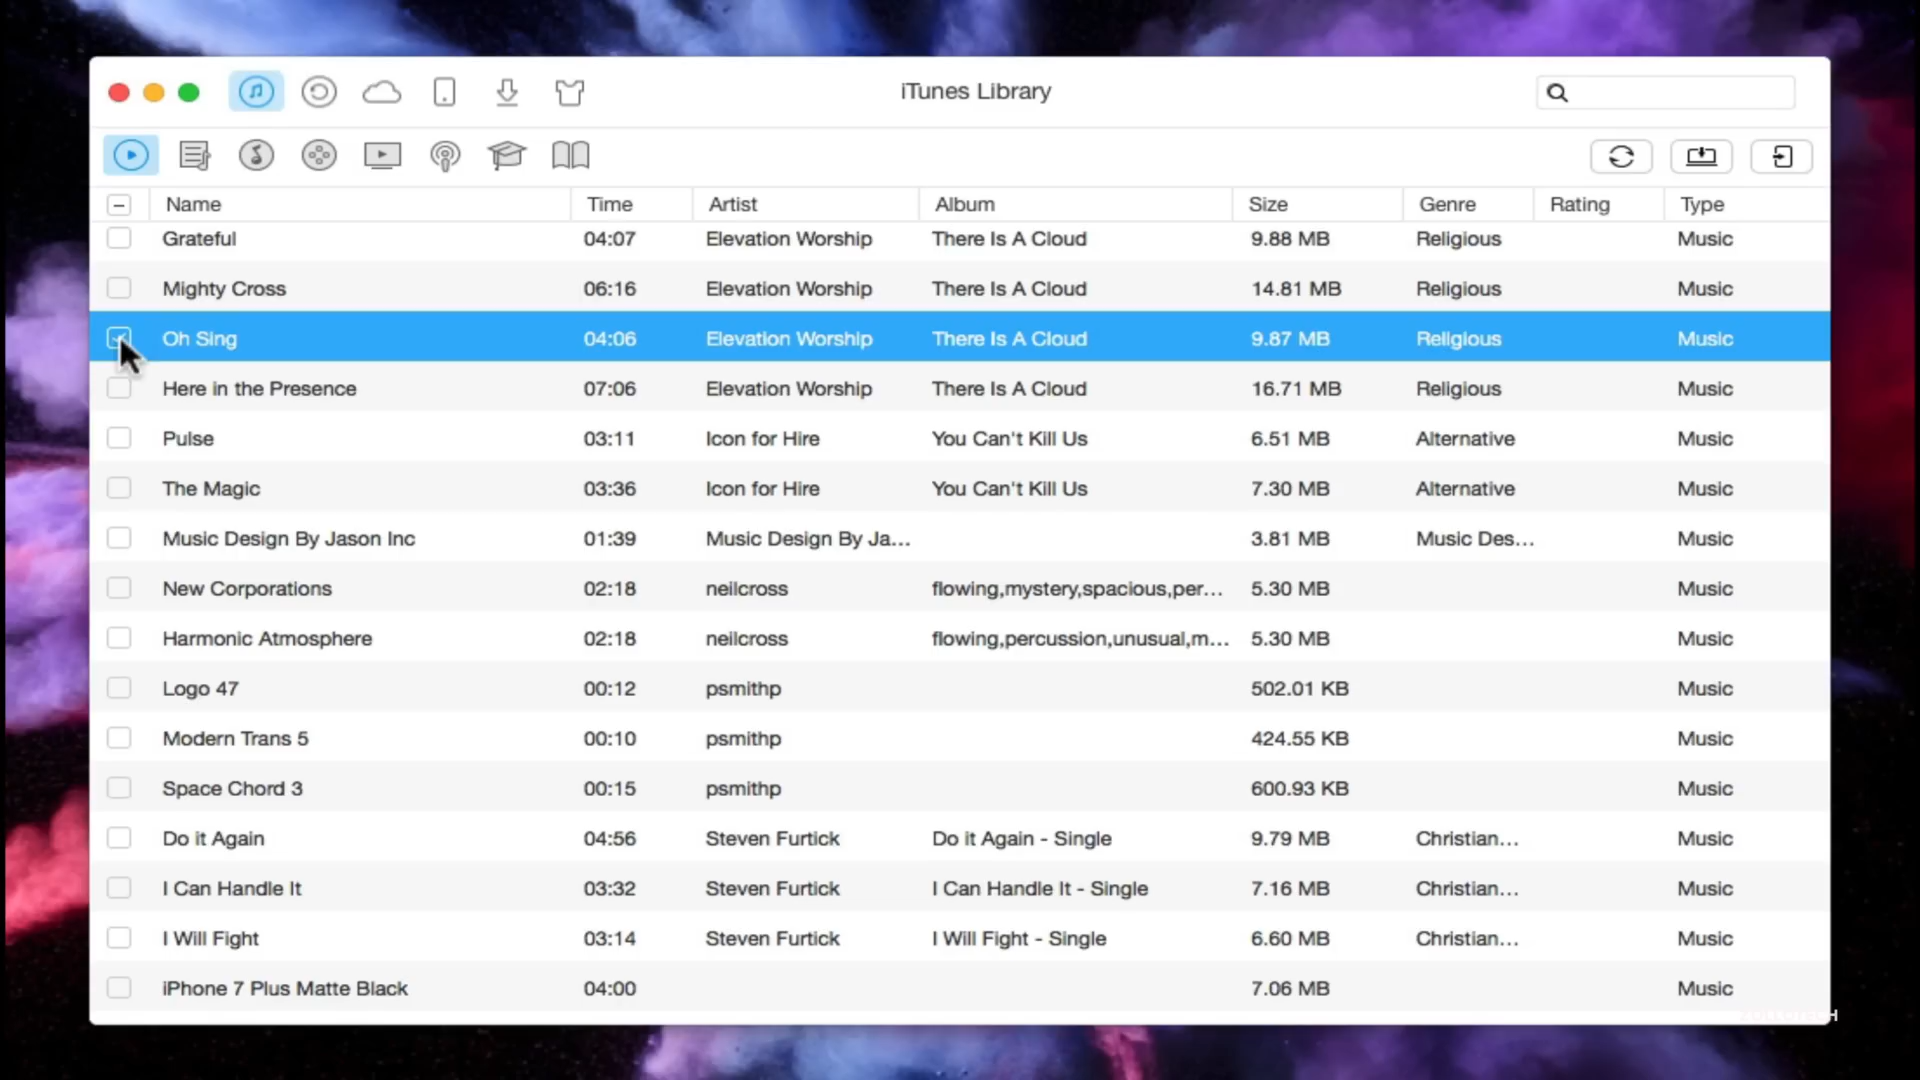 iTunes Library
Name Time Artist Album Size Genre Rating Type
Grateful 04:07 Elevation Worship There Is A Cloud 9.88 MB Religious Music
Mighty Cross 06:16 Elevation Worship There Is A Cloud 14.81 MB Religious Music
Oh Sing 04:06 Elevation Worship There Is A Cloud 9.87 MB Religious Music
Here in the Presence 07:06 Elevation Worship There Is A Cloud 16.71 MB Religious Music
Pulse 03:11 Icon for Hire You Can't Kill Us 6.51 MB Alternative Music
The Magic 03:36 Icon for Hire You Can't Kill Us 7.30 MB Alternative Music
Music Design By Jason Inc 01:39 Music Design By Ja... 3.81 MB Music Des... Music
New Corporations 02:18 neilcross flowing,mystery,spacious,per... 5.30 MB Music
Harmonic Atmosphere 02:18 neilcross flowing,percussion,unusual,m... 5.30 MB Music
Logo 47 00:12 psmithp 502.01 KB Music
Modern Trans 5 00:10 psmithp 424.55 KB Music
Space Chord 3 00:15 psmithp 600.93 KB Music
Do it Again 04:56 Steven Furtick Do it Again - Single 9.79 MB Christian... Music
I Can Handle It 03:32 Steven Furtick I Can Handle It - Single 7.16 MB Christian... Music
I Will Fight 03:14 Steven Furtick I Will Fight - Single 6.60 MB Christian... Music
iPhone 7 Plus Matte Black 04:00 7.06 MB Music